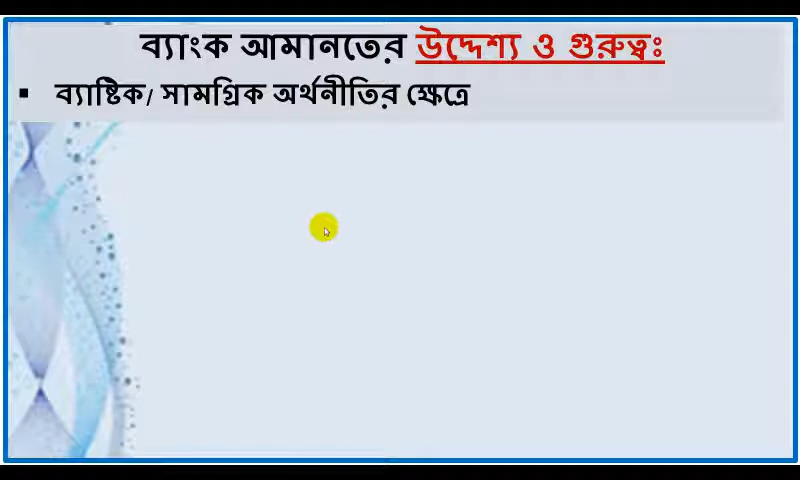 ব্যাংক আমানতের উদ্দেশ্য ও গুরুত্বঃ
▪ ব্যাষ্টিক/ সামগ্রিক অর্থনীতির ক্ষেত্রে